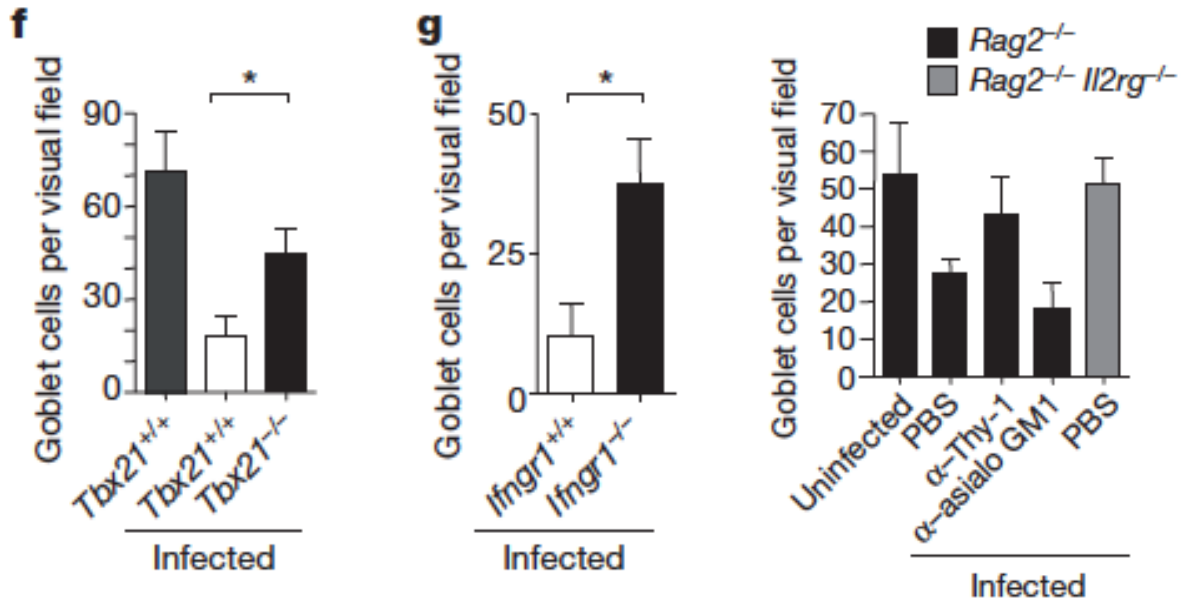 f
Goblet cells per visual field
90
60
30
0
*
Tbx21+/+
Tbx21+/+
Tbx21–/–
Infected
g
Goblet cells per visual field
50
25
0
*
Ifngr1+/+
Ifngr1–/–
Infected
Rag2–/–
Rag2–/– Il2rg–/–
Goblet cells per visual field
70
60
50
40
30
20
10
0
Uninfected
PBS
α–Thy-1
α–asialo GM1
PBS
Infected